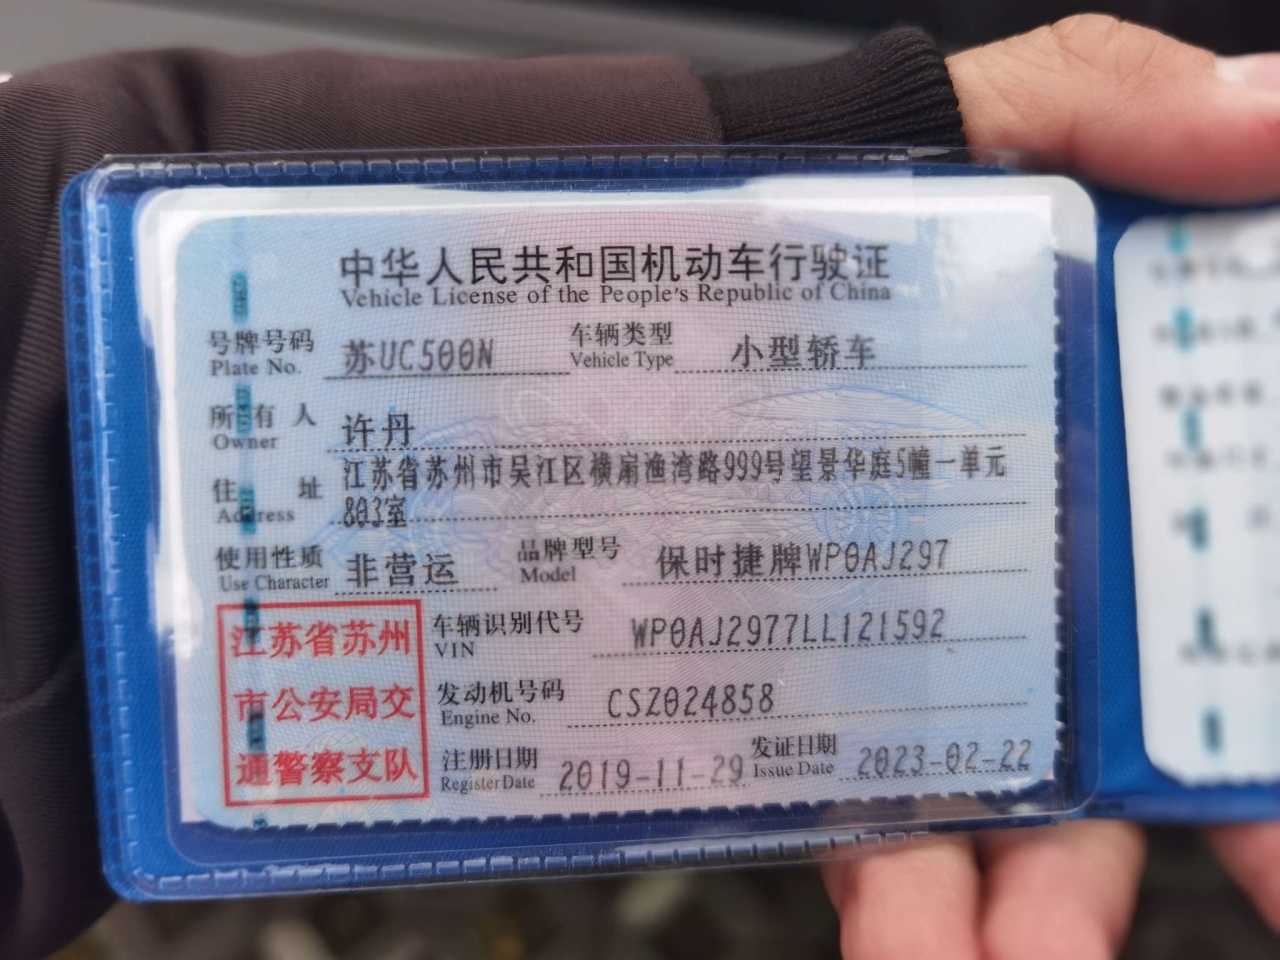 中华人民共和国机动车行驶证
Vehicle License of the People's Republic of China
号牌号码 苏UC500N 车辆类型 小型轿车
Plate No. Vehicle Type
所有人 许丹
Owner
住址 江苏省苏州市吴江区横扇渔湾路999号望景华庭5幢一单元
Address 803室
使用性质 非营运 品牌型号 保时捷牌WP0AJ297
Use Character Model
江苏省苏州
市公安局交
通警察支队
车辆识别代号 WP0AJ2977LL121592
VIN
发动机号码 CSZ024858
Engine No.
注册日期 2019-11-29 发证日期 2023-02-22
Register Date Issue Date